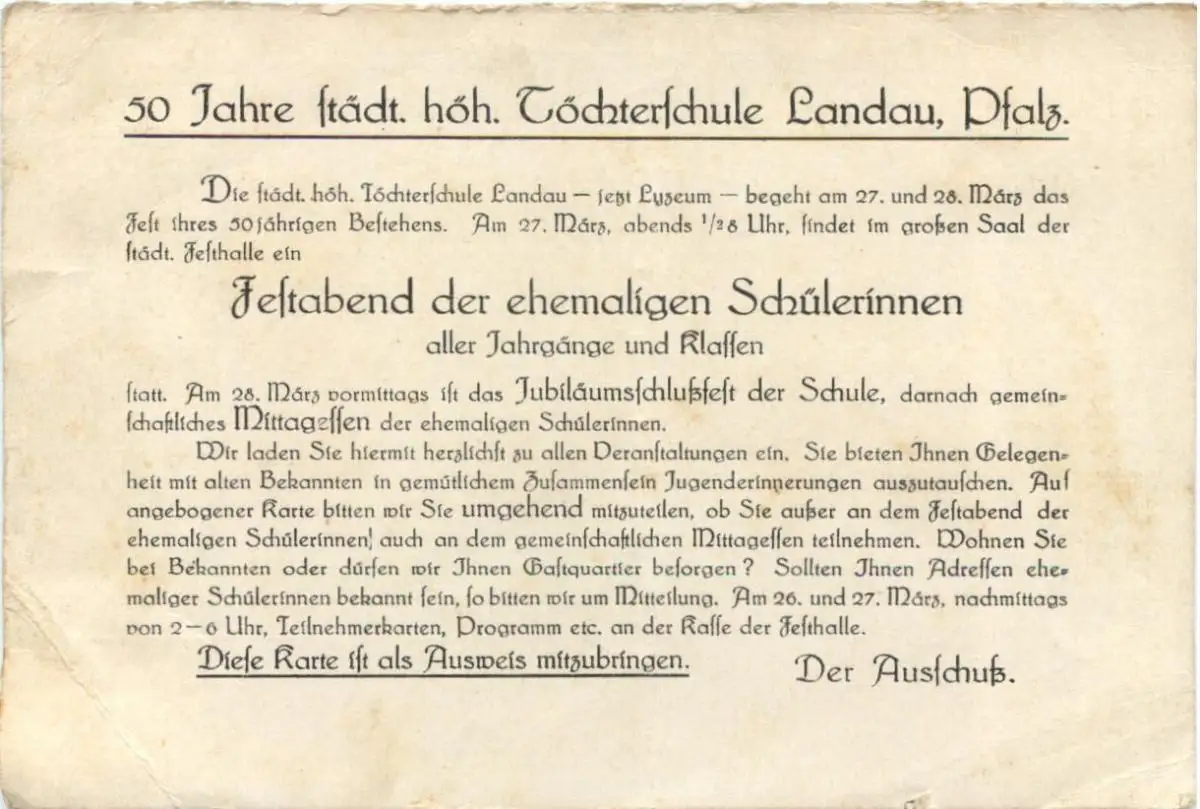 50 Jahre städt. höh. Töchterschule Landau, Pfalz.
Die städt. höh. Töchterschule Landau — jetzt Lyzeum — begeht am 27. und 28. März das
Fest ihres 50jährigen Bestehens. Am 27. März, abends 1/28 Uhr, findet im großen Saal der
städt. Festhalle ein
Festabend der ehemaligen Schülerinnen
aller Jahrgänge und Klassen
statt. Am 28. März vormittags ist das Jubiläumsschlußfest der Schule, darnach gemein-
schaftliches Mittagessen der ehemaligen Schülerinnen.
Wir laden Sie hiermit herzlichst zu allen Veranstaltungen ein. Sie bieten Ihnen Gelegen-
heit mit alten Bekannten in gemütlichem Zusammensein Jugenderinnerungen auszutauschen. Auf
angebogener Karte bitten wir Sie umgehend mitzuteilen, ob Sie außer an dem Festabend der
ehemaligen Schülerinnen auch an dem gemeinschaftlichen Mittagessen teilnehmen. Wohnen Sie
bei Bekannten oder dürfen wir Ihnen Gastquartier besorgen? Sollten Ihnen Adressen ehe-
maliger Schülerinnen bekannt sein, so bitten wir um Mitteilung. Am 26. und 27. März, nachmittags
von 2—6 Uhr, Teilnehmerkarten, Programm etc. an der Kasse der Festhalle.
Diese Karte ist als Ausweis mitzubringen.
Der Ausschuß.